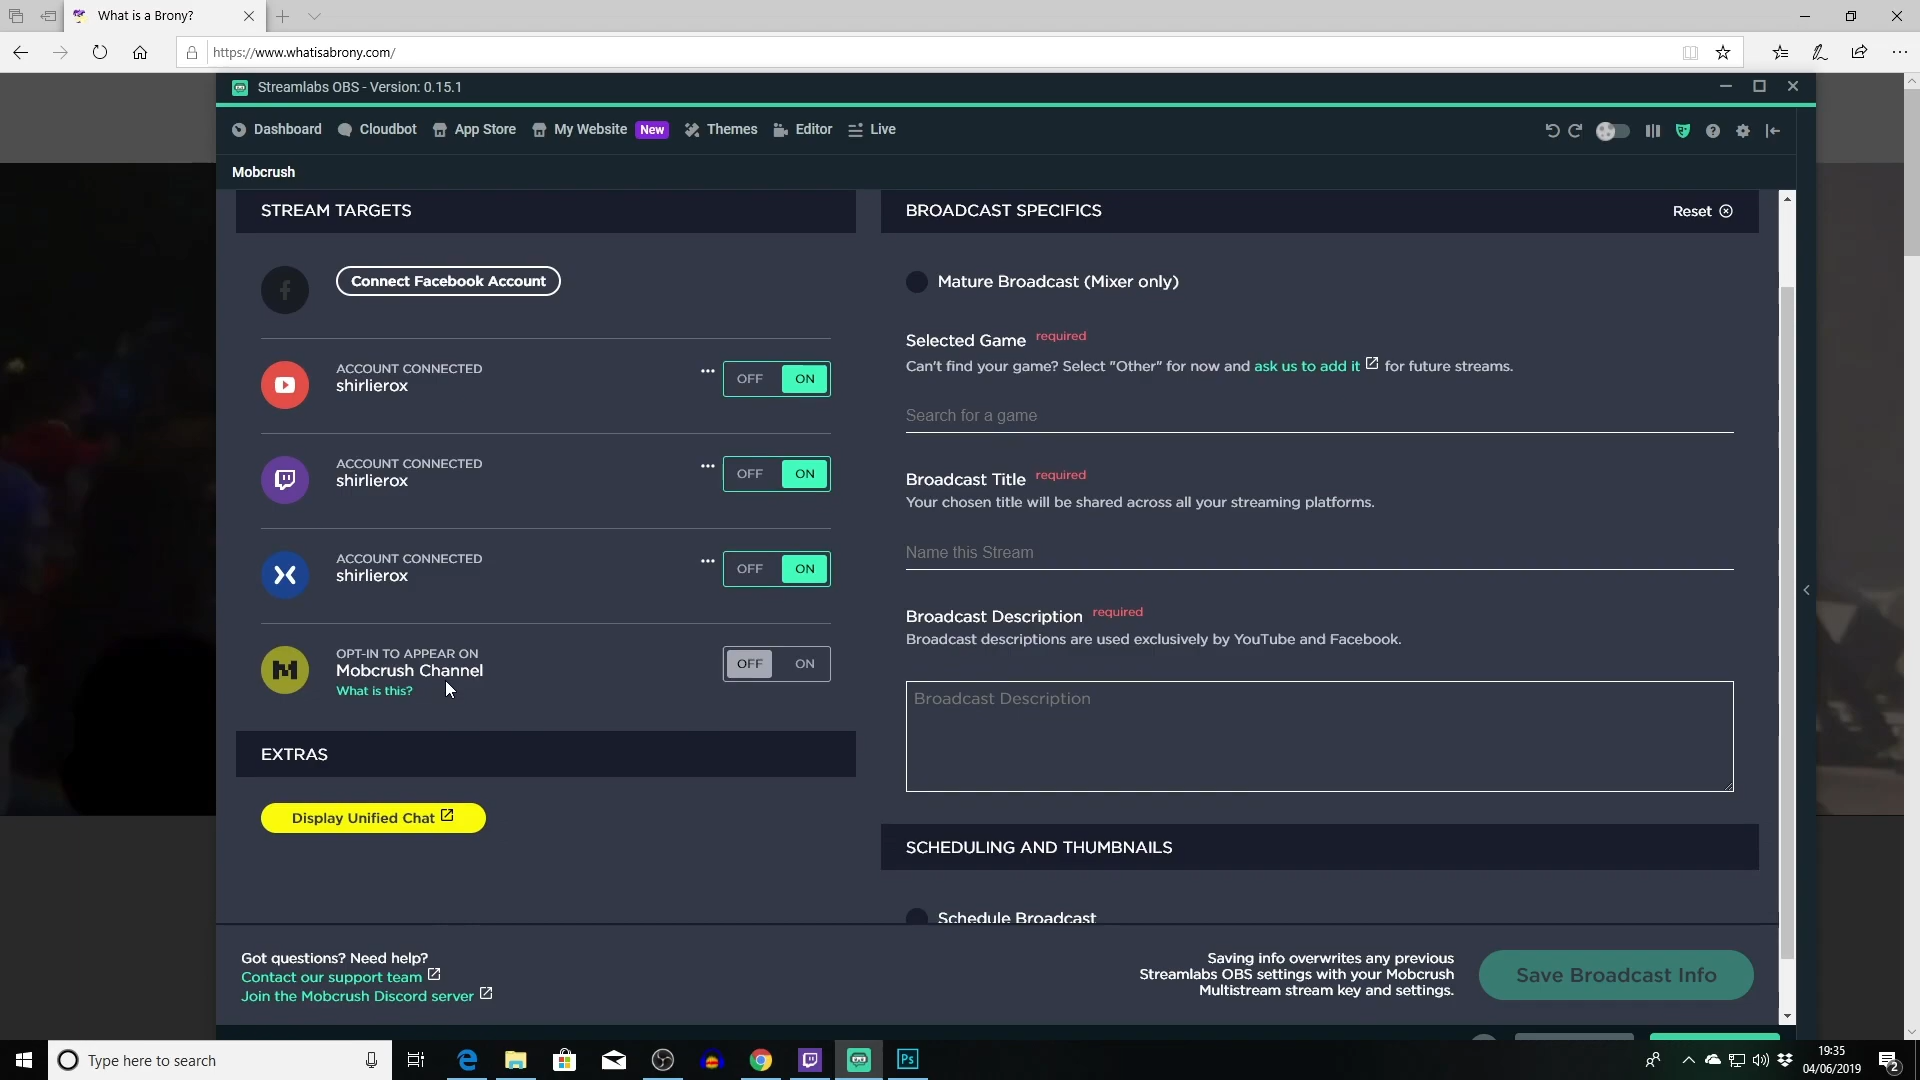 What is a Brony?
https://www.whatisabrony.com/
Streamlabs OBS - Version: 0.15.1
Dashboard Cloudbot App Store My Website New Themes Editor Live
Mobcrush
STREAM TARGETS
Connect Facebook Account
ACCOUNT CONNECTED
shirlierox
OFF ON
ACCOUNT CONNECTED
shirlierox
OFF ON
ACCOUNT CONNECTED
shirlierox
OFF ON
OPT-IN TO APPEAR ON
Mobcrush Channel
What is this?
OFF ON
EXTRAS
Display Unified Chat
BROADCAST SPECIFICS
Reset
Mature Broadcast (Mixer only)
Selected Game required
Can't find your game? Select "Other" for now and ask us to add it for future streams.
Search for a game
Broadcast Title required
Your chosen title will be shared across all your streaming platforms.
Name this Stream
Broadcast Description required
Broadcast descriptions are used exclusively by YouTube and Facebook.
Broadcast Description
SCHEDULING AND THUMBNAILS
Schedule Broadcast
Got questions? Need help?
Contact our support team
Join the Mobcrush Discord server
Saving info overwrites any previous
Streamlabs OBS settings with your Mobcrush
Multistream stream key and settings.
Save Broadcast Info
Type here to search
Ps
19:35
04/06/2019
2